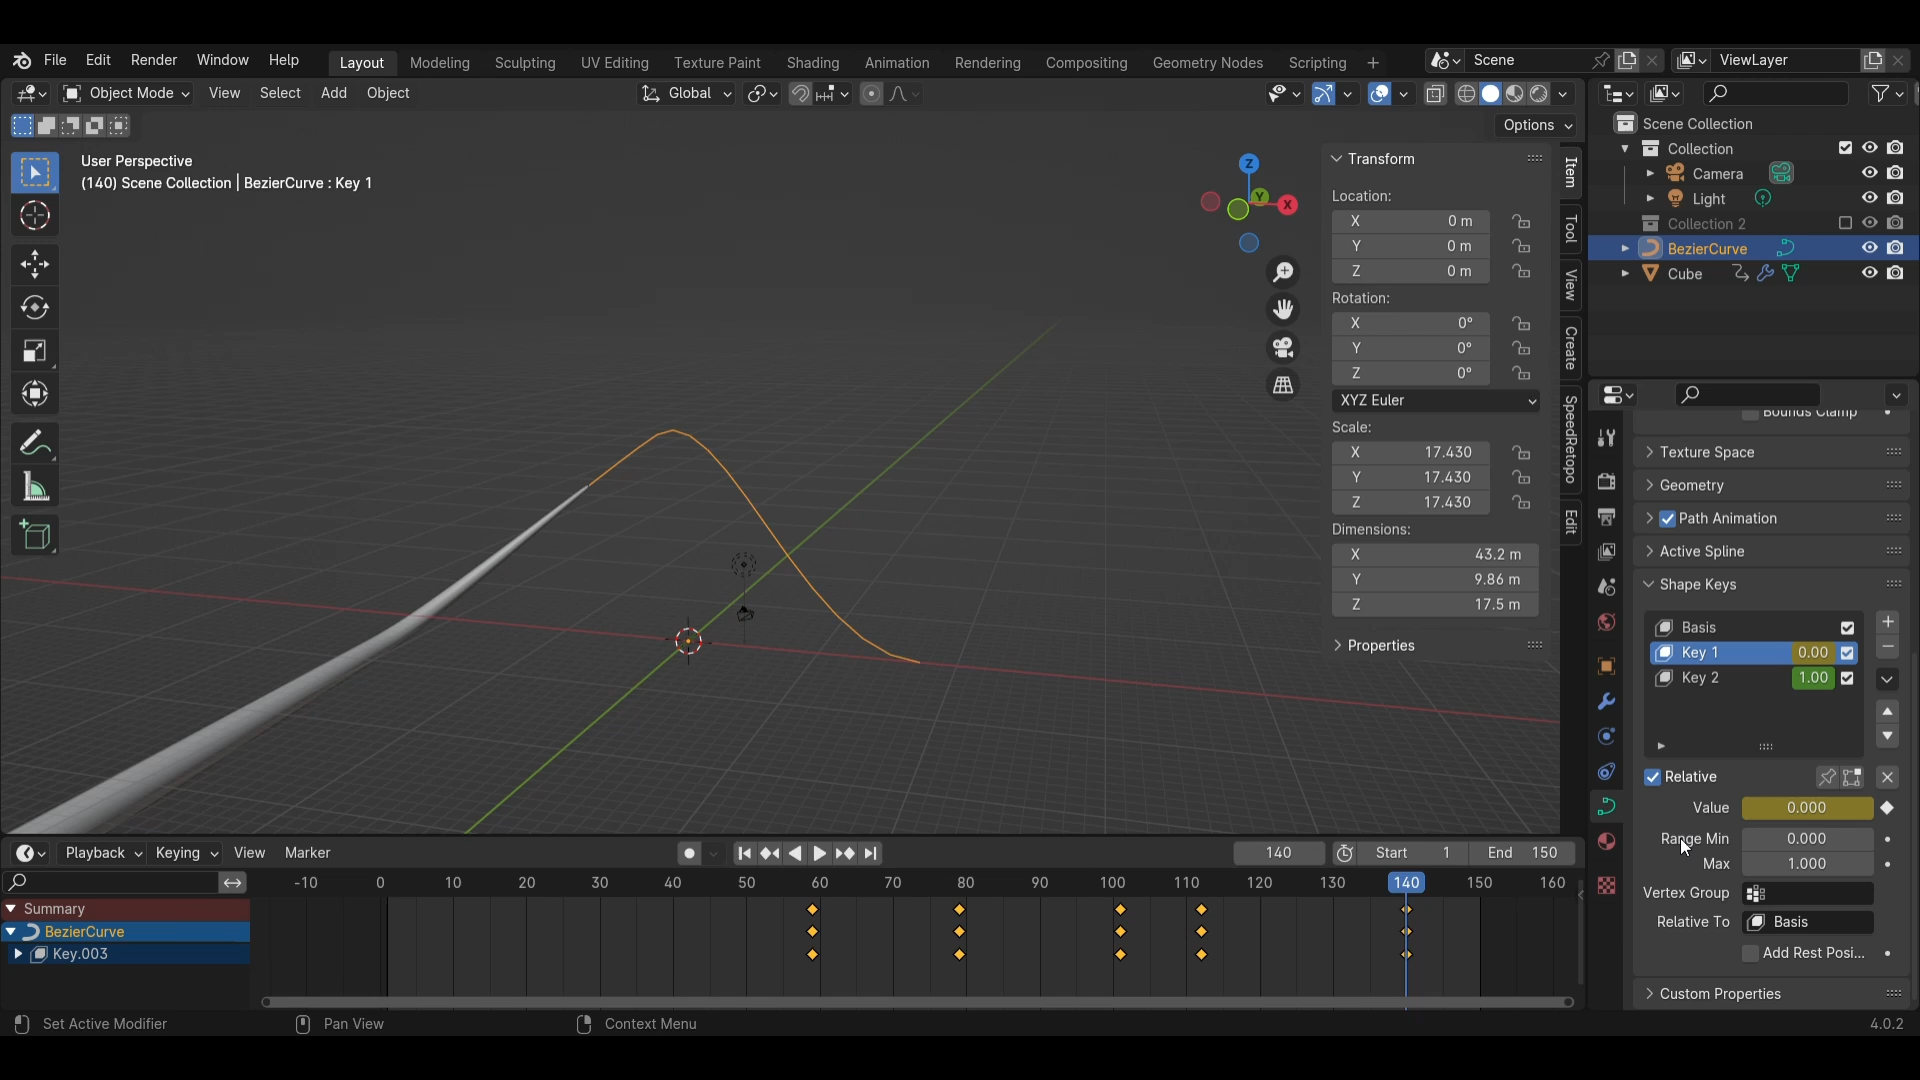 File Edit Render Window Help Layout Modeling Sculpting UV Editing Texture Paint Shading Animation Rendering Compositing Geometry Nodes Scripting + Scene ViewLayer
Object Mode View Select Add Object Global
Options
User Perspective
(140) Scene Collection | BezierCurve : Key 1
Z
Y
X
Transform
Location:
X 0 m
Y 0 m
Z 0 m
Rotation:
X 0°
Y 0°
Z 0°
XYZ Euler
Scale:
X 17.430
Y 17.430
Z 17.430
Dimensions:
X 43.2 m
Y 9.86 m
Z 17.5 m
Properties
Item
Tool
View
Create
SpeedRetopo
Edit
Scene Collection
Collection
Camera
Light
Collection 2
BezierCurve
Cube
Bounds Clamp
Texture Space
Geometry
Path Animation
Active Spline
Shape Keys
Basis
Key 1 0.00
Key 2 1.00
Relative
Value 0.000
Range Min 0.000
Max 1.000
Vertex Group
Relative To Basis
Add Rest Posi...
Custom Properties
Playback Keying View Marker 140 Start 1 End 150
-10 0 10 20 30 40 50 60 70 80 90 100 110 120 130 140 150 160
Summary
BezierCurve
Key.003
Set Active Modifier Pan View Context Menu 4.0.2